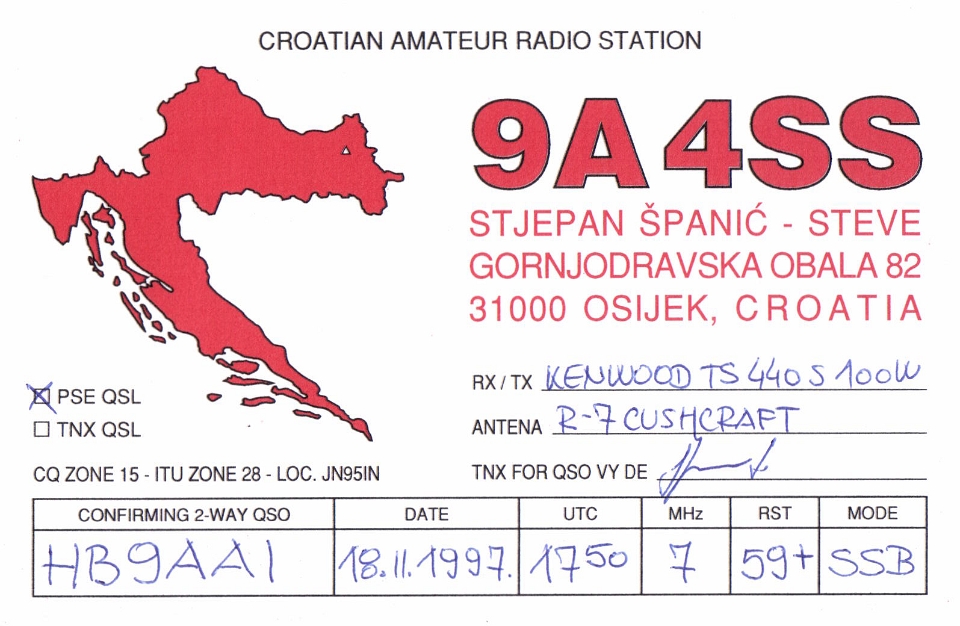 CROATIAN AMATEUR RADIO STATION
9A4SS
STJEPAN ŠPANIĆ - STEVE
GORNJODRAVSKA OBALA 82
31000 OSIJEK, CROATIA
RX / TX KENWOOD TS 440 S 100W
PSE QSL
ANTENA R-7 CUSHCRAFT
TNX QSL
CQ ZONE 15 - ITU ZONE 28 - LOC. JN95IN
TNX FOR QSO VY DE
CONFIRMING 2-WAY QSO DATE UTC MHz RST MODE
HB9AAI 18.11.1997. 1750 7 59+ SSB